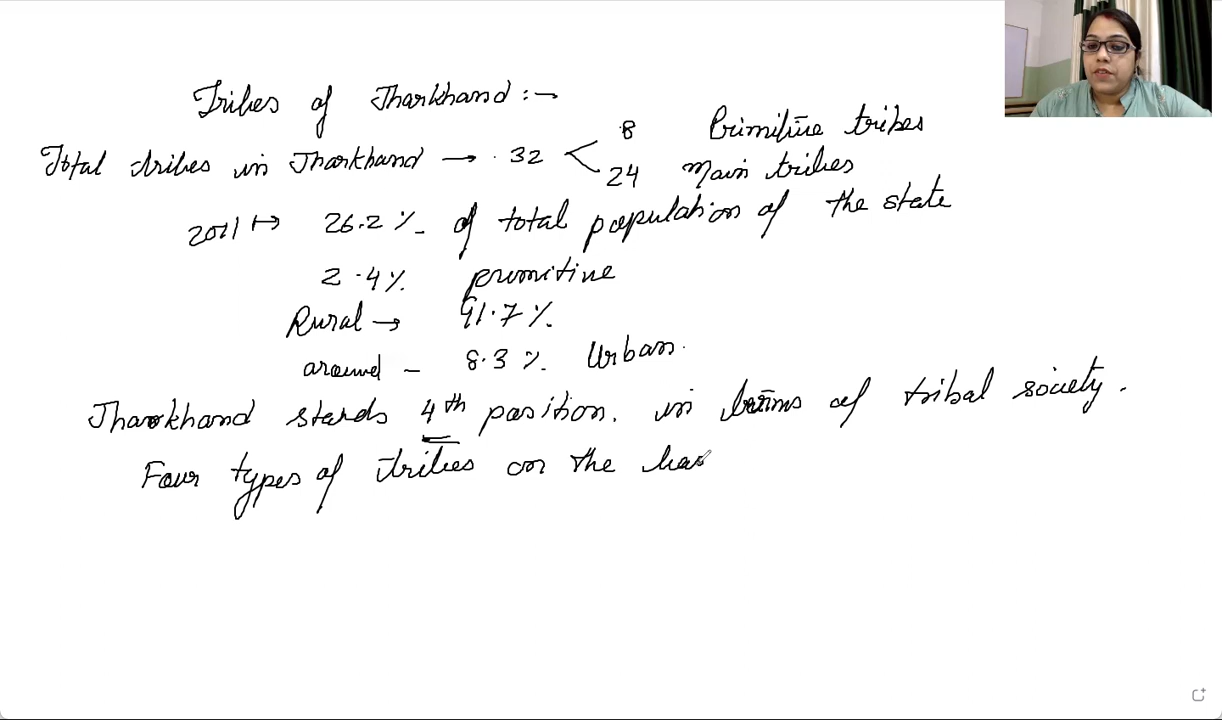 Tribes of Jharkhand :-
Total tribes in Jharkhand → 32
8 Primitive tribes
24 Main tribes
2011 ↦ 26.2 % of total population of the state
2.4 % primitive
Rural → 91.7 %.
around - 8.3 %. Urban.
Jharkhand stands 4th position. in terms of tribal society.
Four types of tribes on the bas